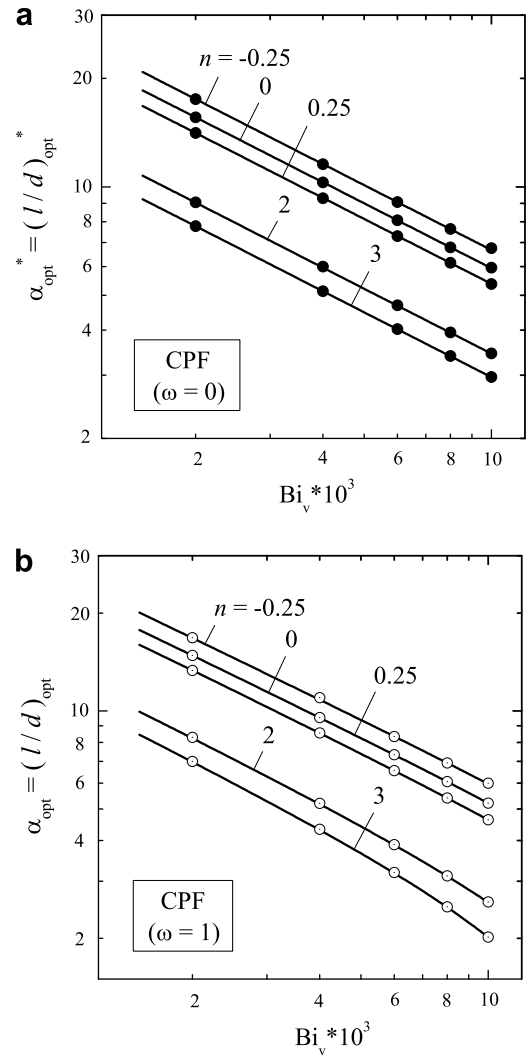 a
30
20
10
8
6
4
2
α*opt = (l/d)opt*
n = -0.25
0
0.25
2
3
CPF
(ω = 0)
2
4
6
8
10
Biv*10³
b
30
20
10
8
6
4
2
αopt = (l/d)opt
n = -0.25
0
0.25
2
3
CPF
(ω = 1)
2
4
6
8
10
Biv*10³